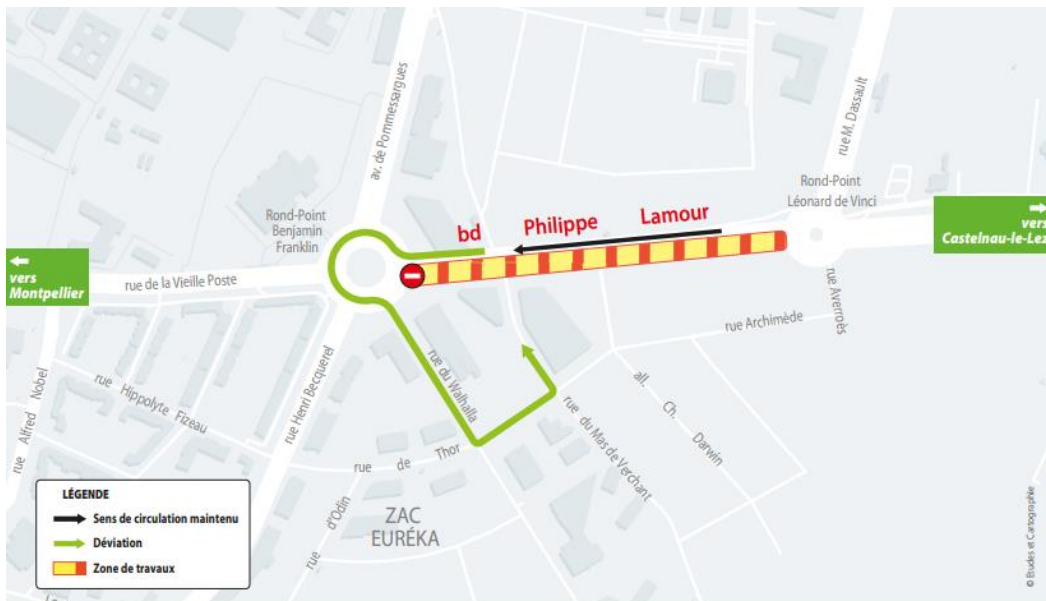 av. de Pommessargues
rue M. Dassault
Rond-Point
Léonard de Vinci
Rond-Point
Benjamin
Franklin
bd Philippe Lamour
vers
Castelnau-le-Lez
vers
Montpellier
rue de la Vieille Poste
rue Averroès
rue Archimède
rue du Walhalla
rue Henri Becquerel
rue Hippolyte Fizeau
rue Alfred Nobel
all. Ch. Darwin
rue du Mas de Verchant
rue de Thor
rue d'Odin
ZAC
EURÉKA
LÉGENDE
Sens de circulation maintenu
Déviation
Zone de travaux
© Etudes et Cartographie